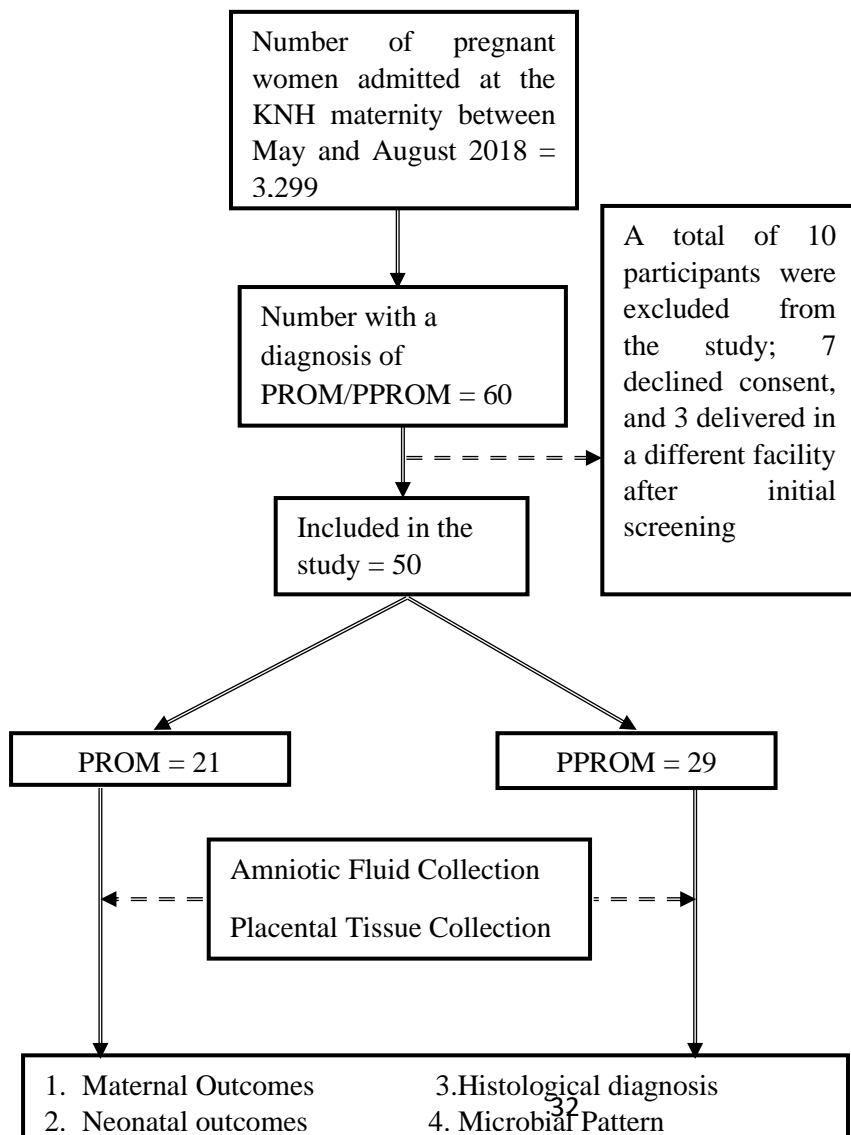 Number of pregnant
women admitted at the
KNH maternity between
May and August 2018 =
3,299
A total of 10
participants were
excluded from
the study; 7
declined consent,
and 3 delivered in
a different facility
after initial
screening
Number with a
diagnosis of
PROM/PPROM = 60
Included in the
study = 50
PROM = 21
PPROM = 29
Amniotic Fluid Collection
Placental Tissue Collection
1. Maternal Outcomes 3.Histological diagnosis
2. Neonatal outcomes 4. Microbial Pattern
32